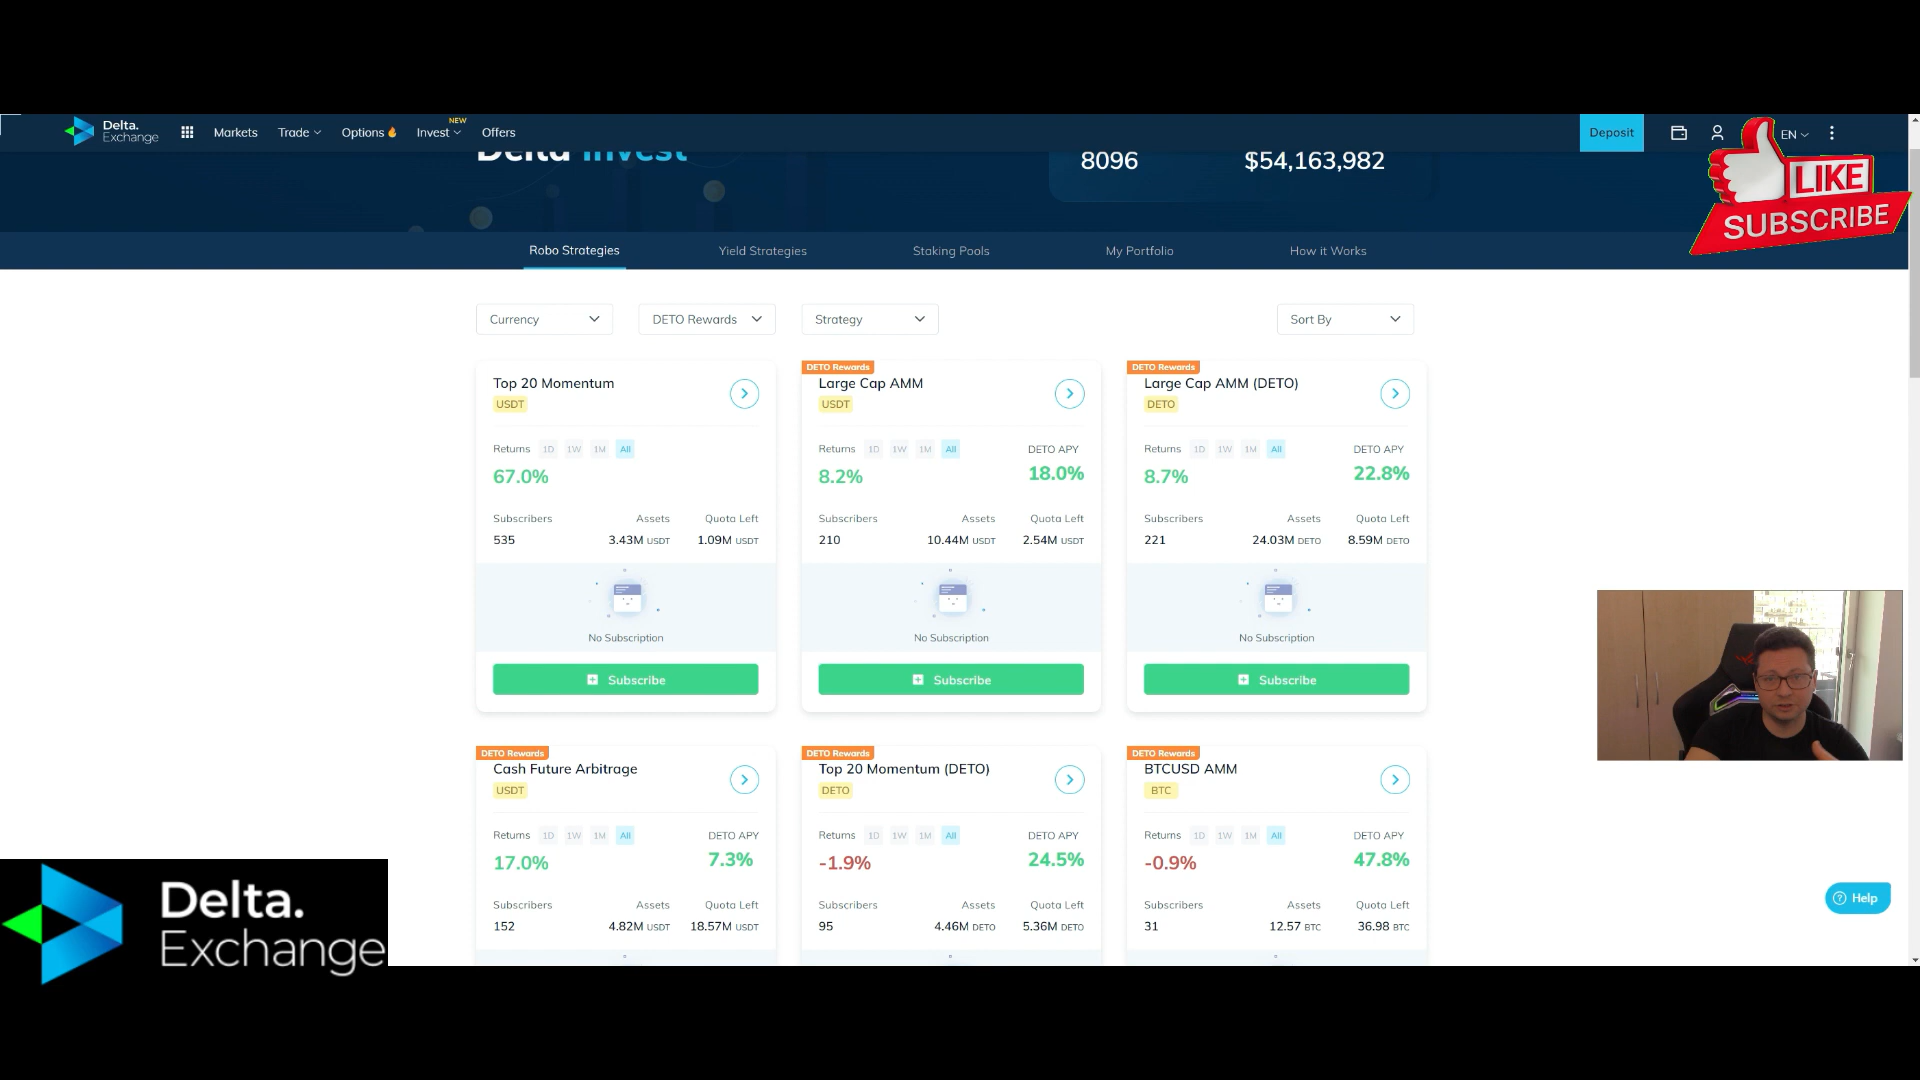 Delta.
Exchange
Markets
Trade
Options
Invest
NEW
Offers
Deposit
EN
Delta Invest
8096
$54,163,982
LIKE
SUBSCRIBE
Robo Strategies
Yield Strategies
Staking Pools
My Portfolio
How it Works
Currency
DETO Rewards
Strategy
Sort By
Top 20 Momentum
USDT
Returns 1D 1W 1M All
67.0%
Subscribers Assets Quota Left
535 3.43M USDT 1.09M USDT
No Subscription
Subscribe
DETO Rewards
Large Cap AMM
USDT
Returns 1D 1W 1M All DETO APY
8.2% 18.0%
Subscribers Assets Quota Left
210 10.44M USDT 2.54M USDT
No Subscription
Subscribe
DETO Rewards
Large Cap AMM (DETO)
DETO
Returns 1D 1W 1M All DETO APY
8.7% 22.8%
Subscribers Assets Quota Left
221 24.03M DETO 8.59M DETO
No Subscription
Subscribe
DETO Rewards
Cash Future Arbitrage
USDT
Returns 1D 1W 1M All DETO APY
17.0% 7.3%
Subscribers Assets Quota Left
152 4.82M USDT 18.57M USDT
DETO Rewards
Top 20 Momentum (DETO)
DETO
Returns 1D 1W 1M All DETO APY
-1.9% 24.5%
Subscribers Assets Quota Left
95 4.46M DETO 5.36M DETO
DETO Rewards
BTCUSD AMM
BTC
Returns 1D 1W 1M All DETO APY
-0.9% 47.8%
Subscribers Assets Quota Left
31 12.57 BTC 36.98 BTC
Help
Delta.
Exchange